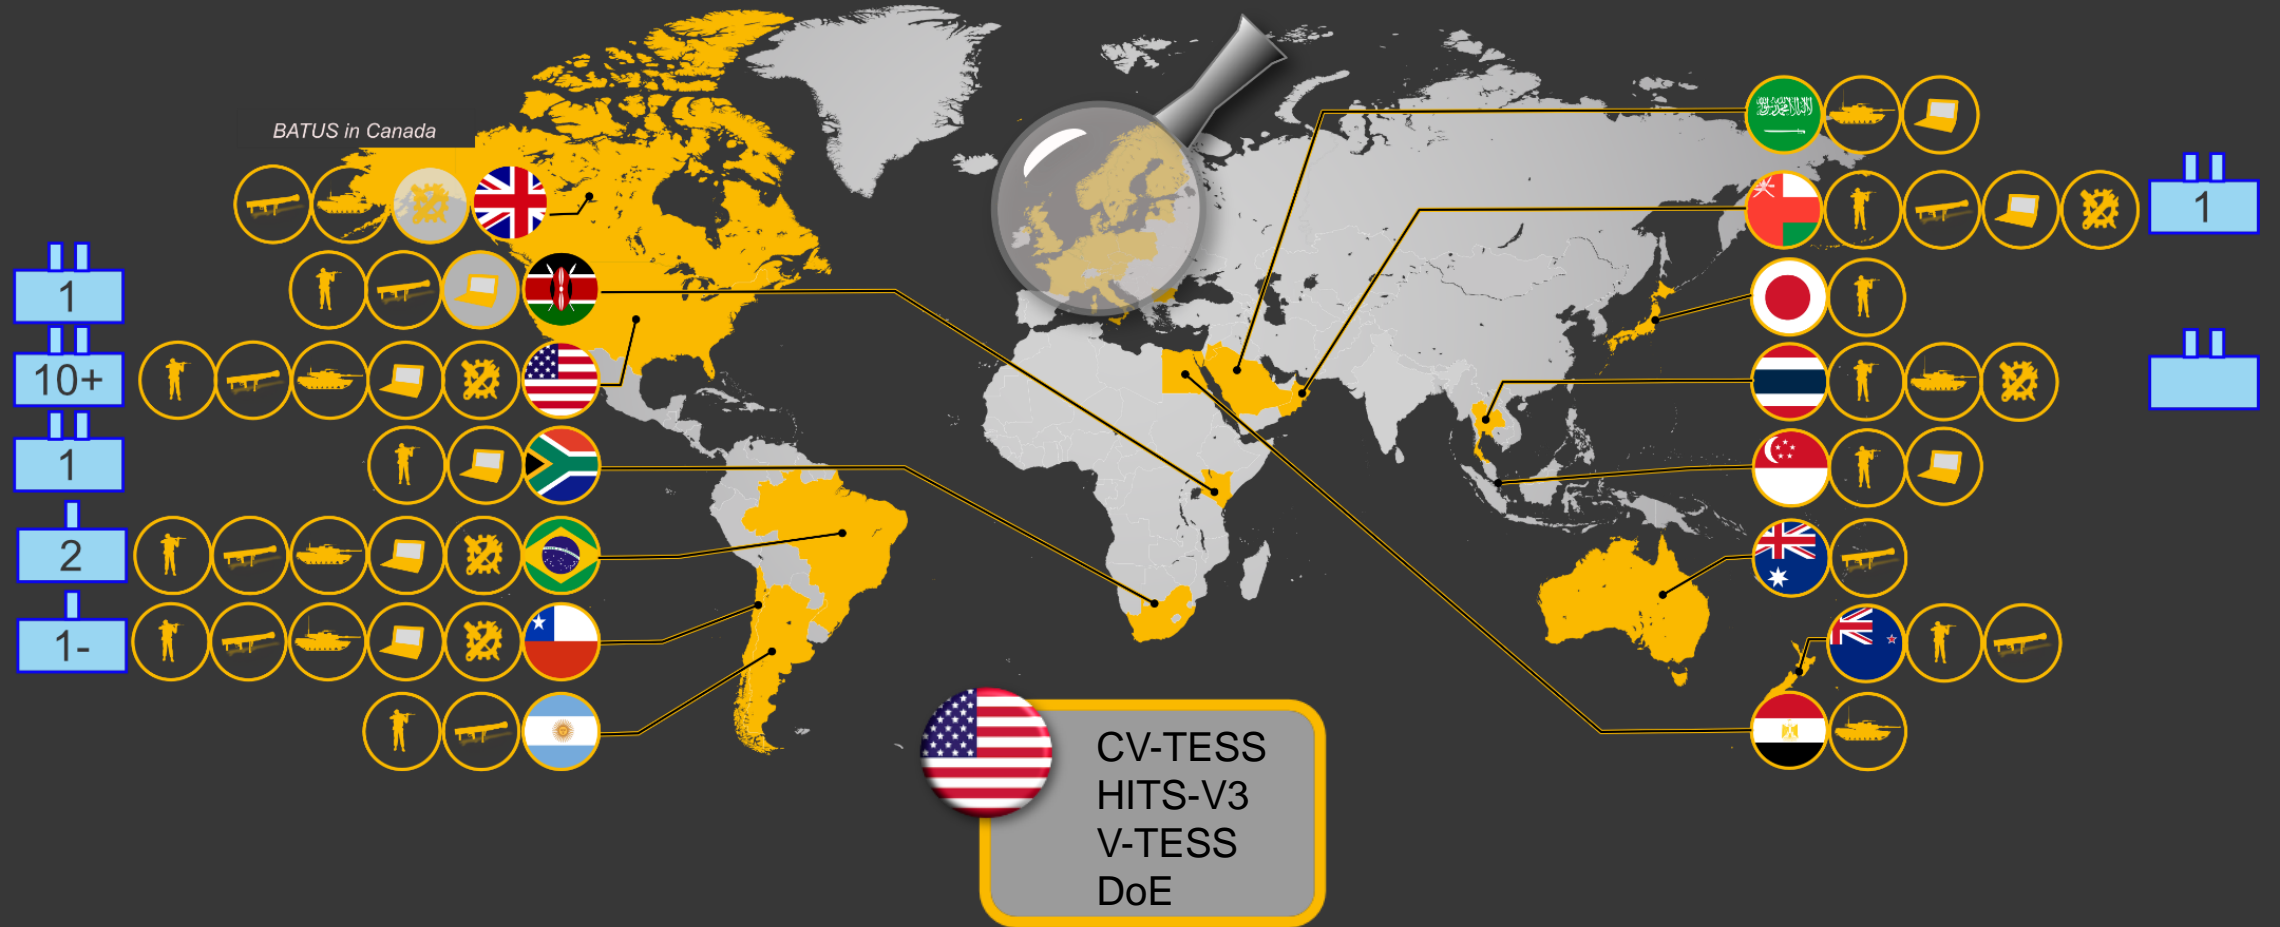 BATUS in Canada
1
10+
1
2
1-
1
CV-TESS
HITS-V3
V-TESS
DoE